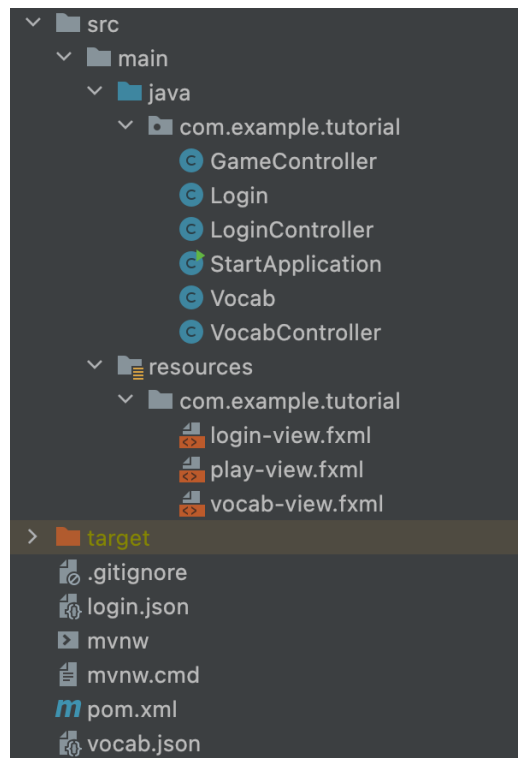 src
main
java
com.example.tutorial
GameController
Login
LoginController
StartApplication
Vocab
VocabController
resources
com.example.tutorial
login-view.fxml
play-view.fxml
vocab-view.fxml
target
.gitignore
login.json
mvnw
mvnw.cmd
pom.xml
vocab.json